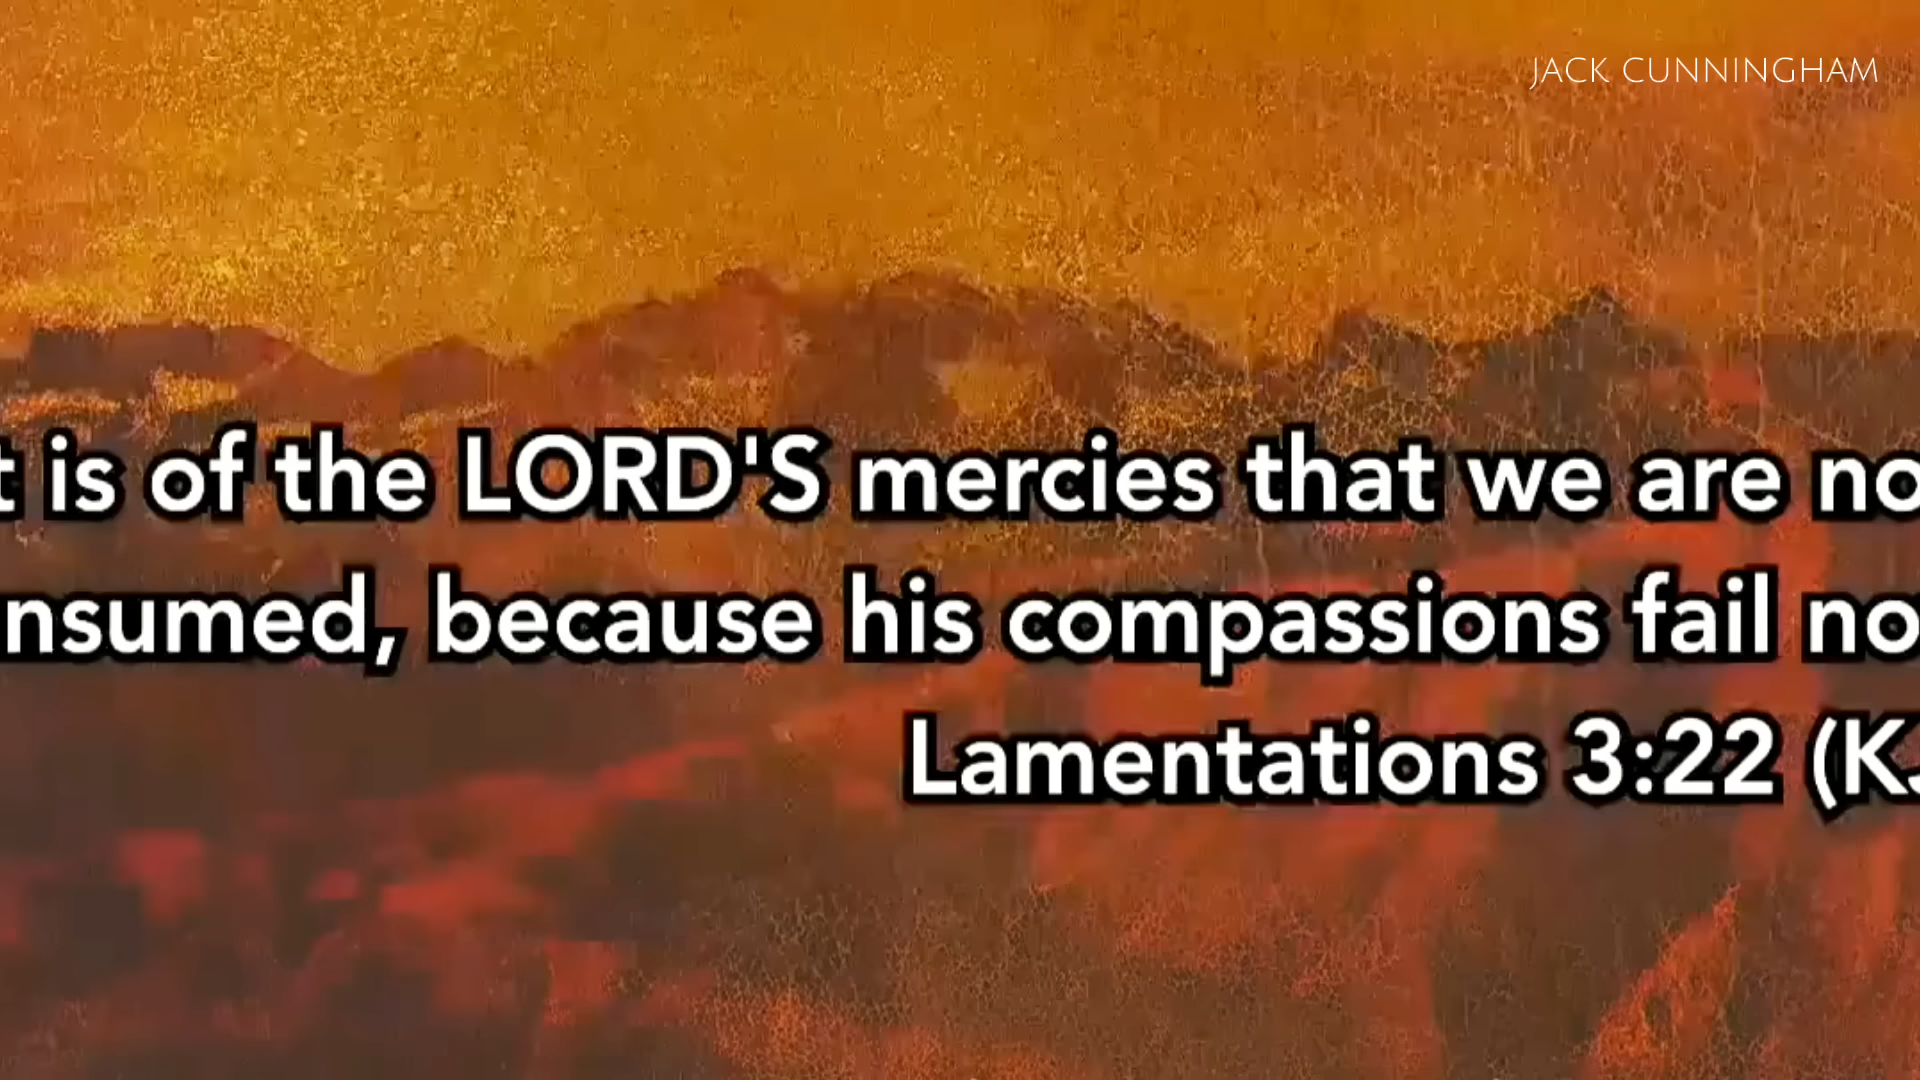 JACK CUNNINGHAM
t is of the LORD'S mercies that we are no
nsumed, because his compassions fail no
Lamentations 3:22 (K